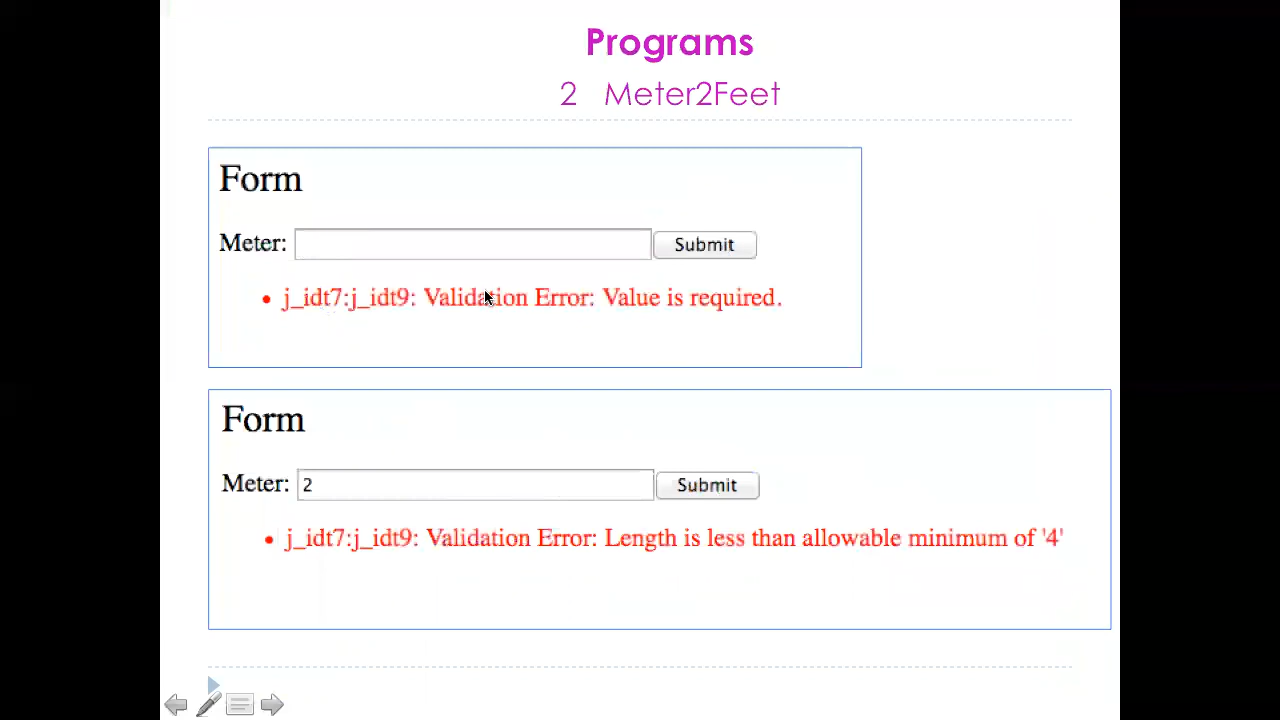 Programs
2 Meter2Feet
Form
Meter: Submit
• j_idt7:j_idt9: Validation Error: Value is required.
Form
Meter: 2 Submit
• j_idt7:j_idt9: Validation Error: Length is less than allowable minimum of '4'